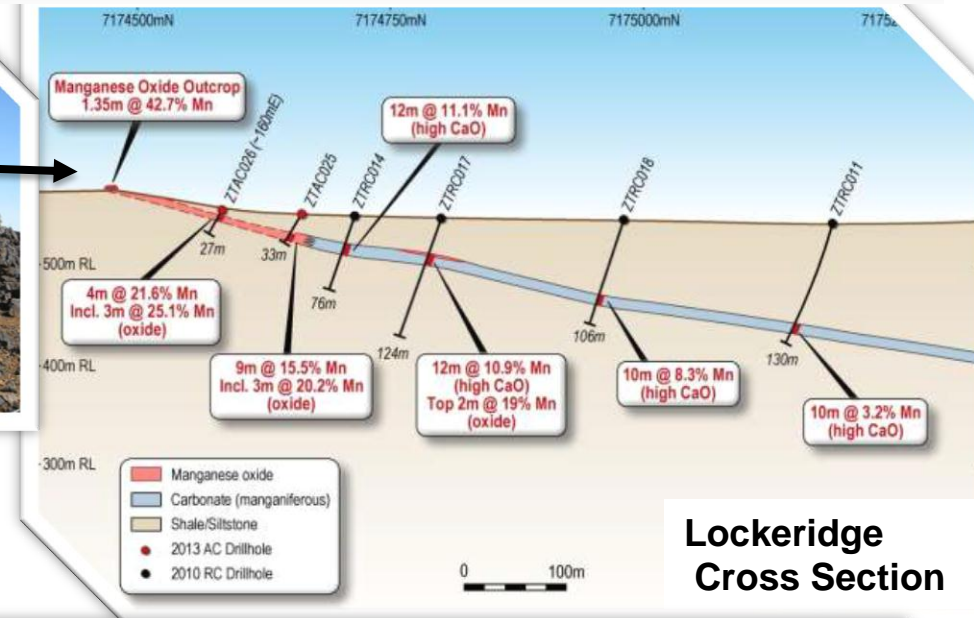 7174500mN
7174750mN
7175000mN
Manganese Oxide Outcrop
1.35m @ 42.7% Mn
ZTAC026 (~160mE)
ZTAC025
ZTRC014
12m @ 11.1% Mn
(high CaO)
ZTRC017
ZTRC018
ZTRC011
27m
33m
76m
124m
106m
130m
500m RL
400m RL
300m RL
4m @ 21.6% Mn
Incl. 3m @ 25.1% Mn
(oxide)
9m @ 15.5% Mn
Incl. 3m @ 20.2% Mn
(oxide)
12m @ 10.9% Mn
(high CaO)
Top 2m @ 19% Mn
(oxide)
10m @ 8.3% Mn
(high CaO)
10m @ 3.2% Mn
(high CaO)
Manganese oxide
Carbonate (manganiferous)
Shale/Siltstone
2013 AC Drillhole
2010 RC Drillhole
0 100m
Lockeridge
Cross Section